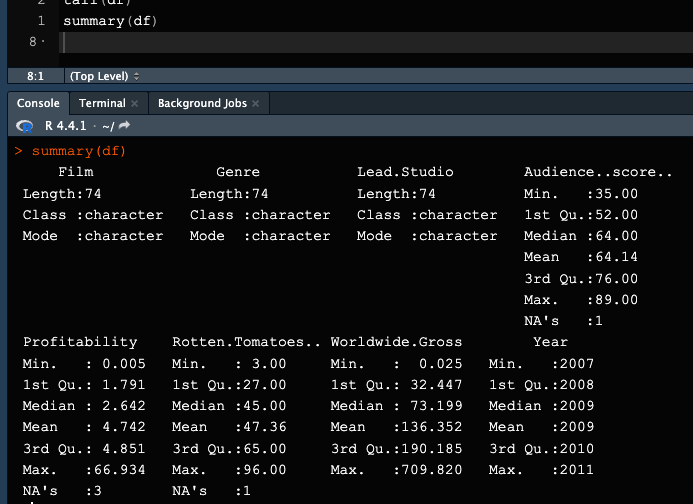 2 tail(df)
1 summary(df)
8
8:1 (Top Level)
Console Terminal × Background Jobs ×
R 4.4.1 · ~/
> summary(df)
Film Genre Lead.Studio Audience..score..
Length:74 Length:74 Length:74 Min. :35.00
Class :character Class :character Class :character 1st Qu.:52.00
Mode :character Mode :character Mode :character Median :64.00
Mean :64.14
3rd Qu.:76.00
Max. :89.00
NA's :1
Profitability Rotten.Tomatoes.. Worldwide.Gross Year
Min. : 0.005 Min. : 3.00 Min. : 0.025 Min. :2007
1st Qu.: 1.791 1st Qu.:27.00 1st Qu.: 32.447 1st Qu.:2008
Median : 2.642 Median :45.00 Median : 73.199 Median :2009
Mean : 4.742 Mean :47.36 Mean :136.352 Mean :2009
3rd Qu.: 4.851 3rd Qu.:65.00 3rd Qu.:190.185 3rd Qu.:2010
Max. :66.934 Max. :96.00 Max. :709.820 Max. :2011
NA's :3 NA's :1